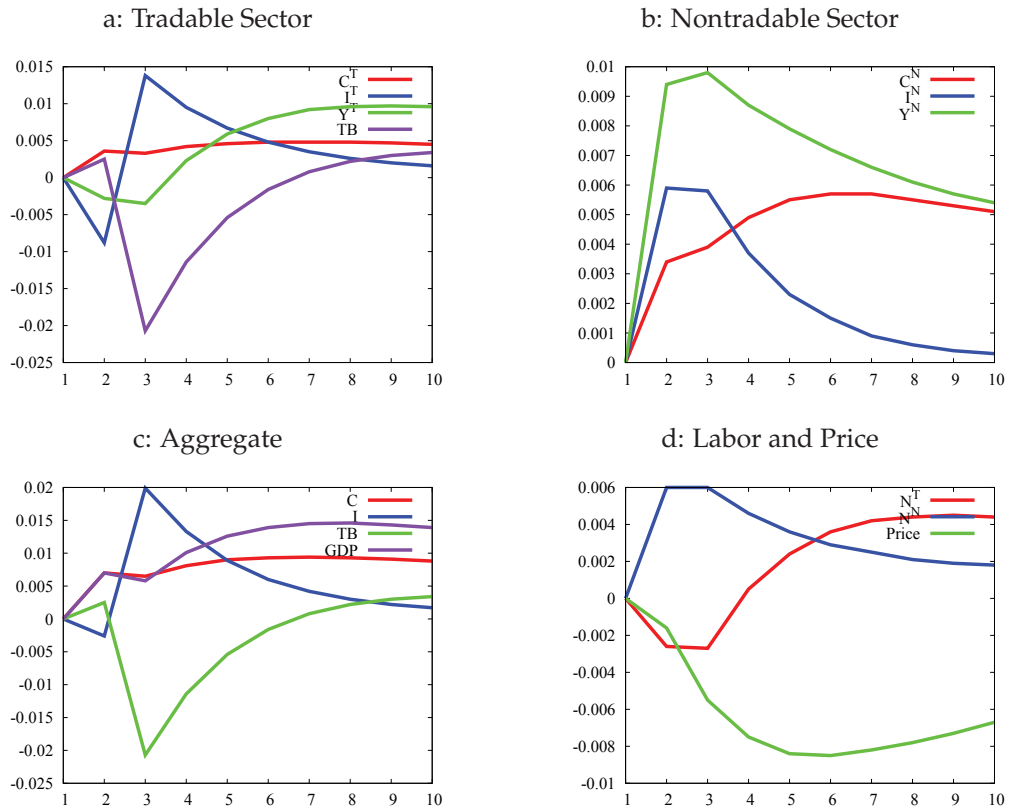 a: Tradable Sector
0.015
0.01
0.005
0
-0.005
-0.01
-0.015
-0.02
-0.025
1 2 3 4 5 6 7 8 9 10
C^T
I^T
Y^T
TB
b: Nontradable Sector
0.01
0.009
0.008
0.007
0.006
0.005
0.004
0.003
0.002
0.001
0
1 2 3 4 5 6 7 8 9 10
C^N
I^N
Y^N
c: Aggregate
0.02
0.015
0.01
0.005
0
-0.005
-0.01
-0.015
-0.02
-0.025
1 2 3 4 5 6 7 8 9 10
C
I
TB
GDP
d: Labor and Price
0.006
0.004
0.002
0
-0.002
-0.004
-0.006
-0.008
-0.01
1 2 3 4 5 6 7 8 9 10
N^T
N^N
Price